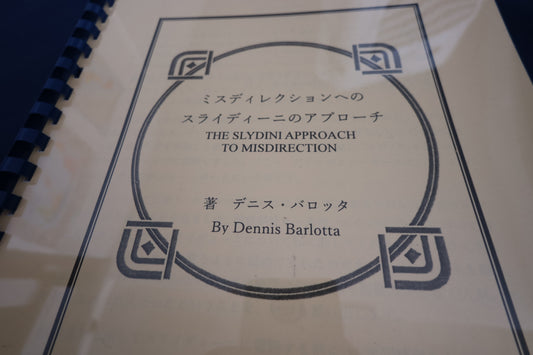 ミスディレクションへの
スライディーニのアプローチ
THE SLYDINI APPROACH
TO MISDIRECTION
著 デニス・バロッタ
By Dennis Barlotta